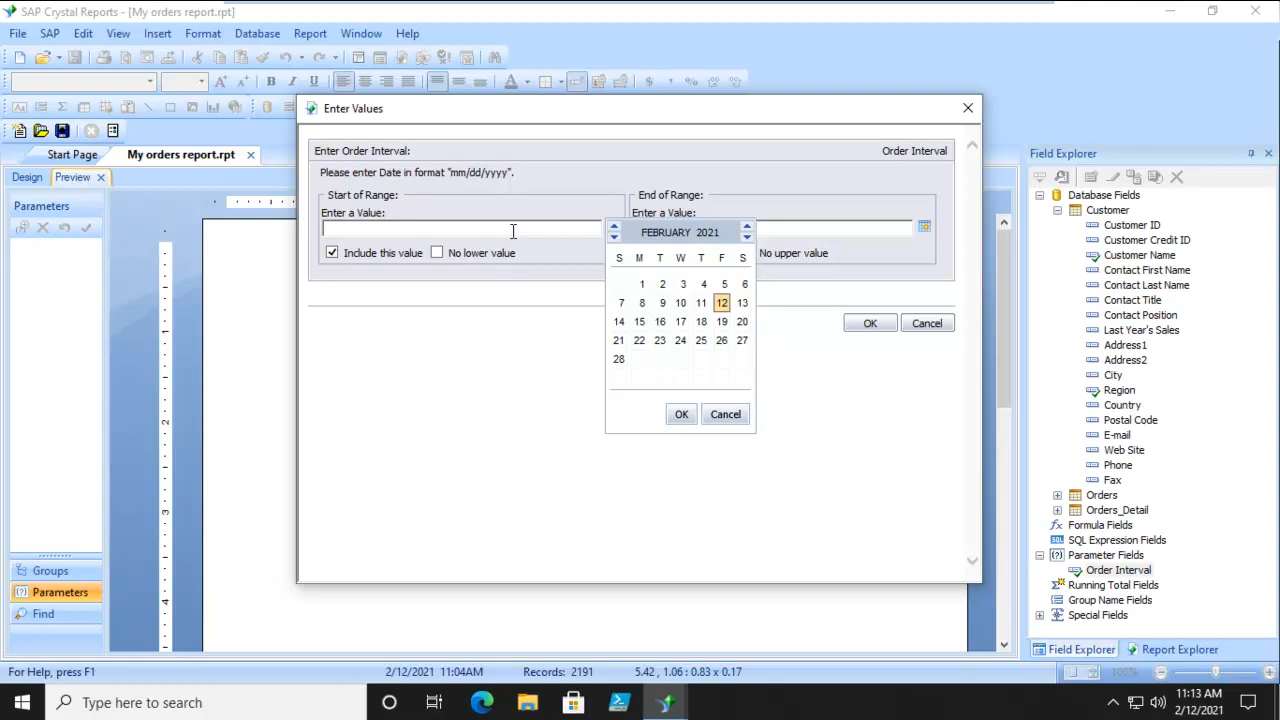 SAP Crystal Reports - [My orders report.rpt]
File SAP Edit View Insert Format Database Report Window Help
Start Page My orders report.rpt
Design Preview
Parameters
Groups
Parameters
Find
Enter Values
Enter Order Interval: Order Interval
Please enter Date in format "mm/dd/yyyy".
Start of Range: End of Range:
Enter a Value: Enter a Value:
Include this value No lower value No upper value
FEBRUARY 2021
S M T W T F S
1 2 3 4 5 6
7 8 9 10 11 12 13
14 15 16 17 18 19 20
21 22 23 24 25 26 27
28
OK Cancel
OK Cancel
1
2
3
4
Field Explorer
Database Fields
Customer
Customer ID
Customer Credit ID
Customer Name
Contact First Name
Contact Last Name
Contact Title
Contact Position
Last Year's Sales
Address1
Address2
City
Region
Country
Postal Code
E-mail
Web Site
Phone
Fax
Orders
Orders_Detail
Formula Fields
SQL Expression Fields
Parameter Fields
Order Interval
Running Total Fields
Group Name Fields
Special Fields
Field Explorer Report Explorer
For Help, press F1 2/12/2021 11:04AM Records: 2191 5.42 , 1.06 : 0.83 x 0.17 100%
Type here to search
11:13 AM
2/12/2021